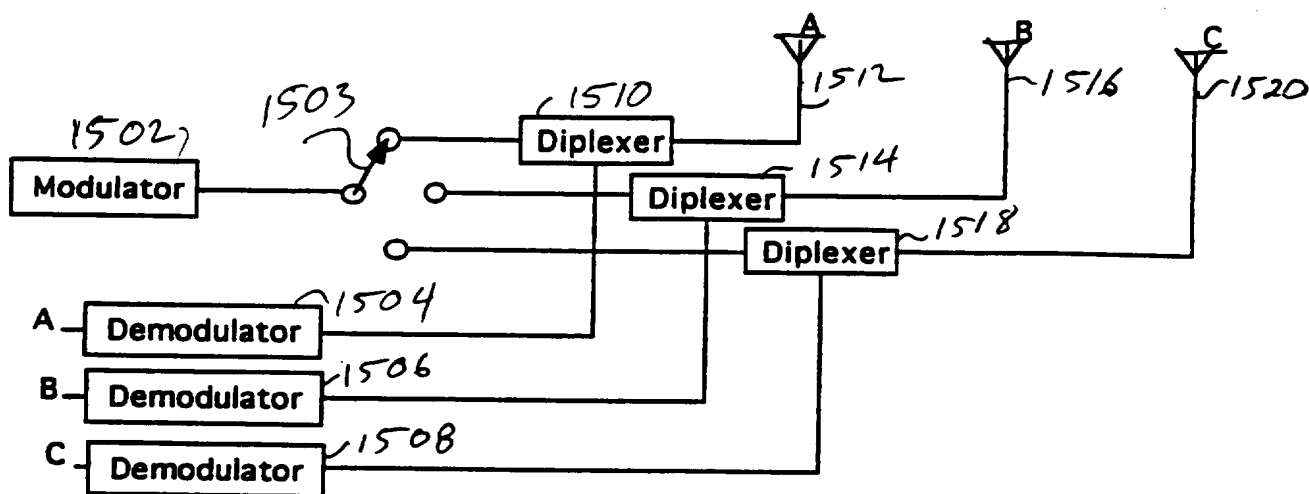 A
B
C
1512
1516
1520
1503
1510
1502
Diplexer
Modulator
1514
Diplexer
1518
Diplexer
1504
A
Demodulator
1506
B
Demodulator
1508
C
Demodulator